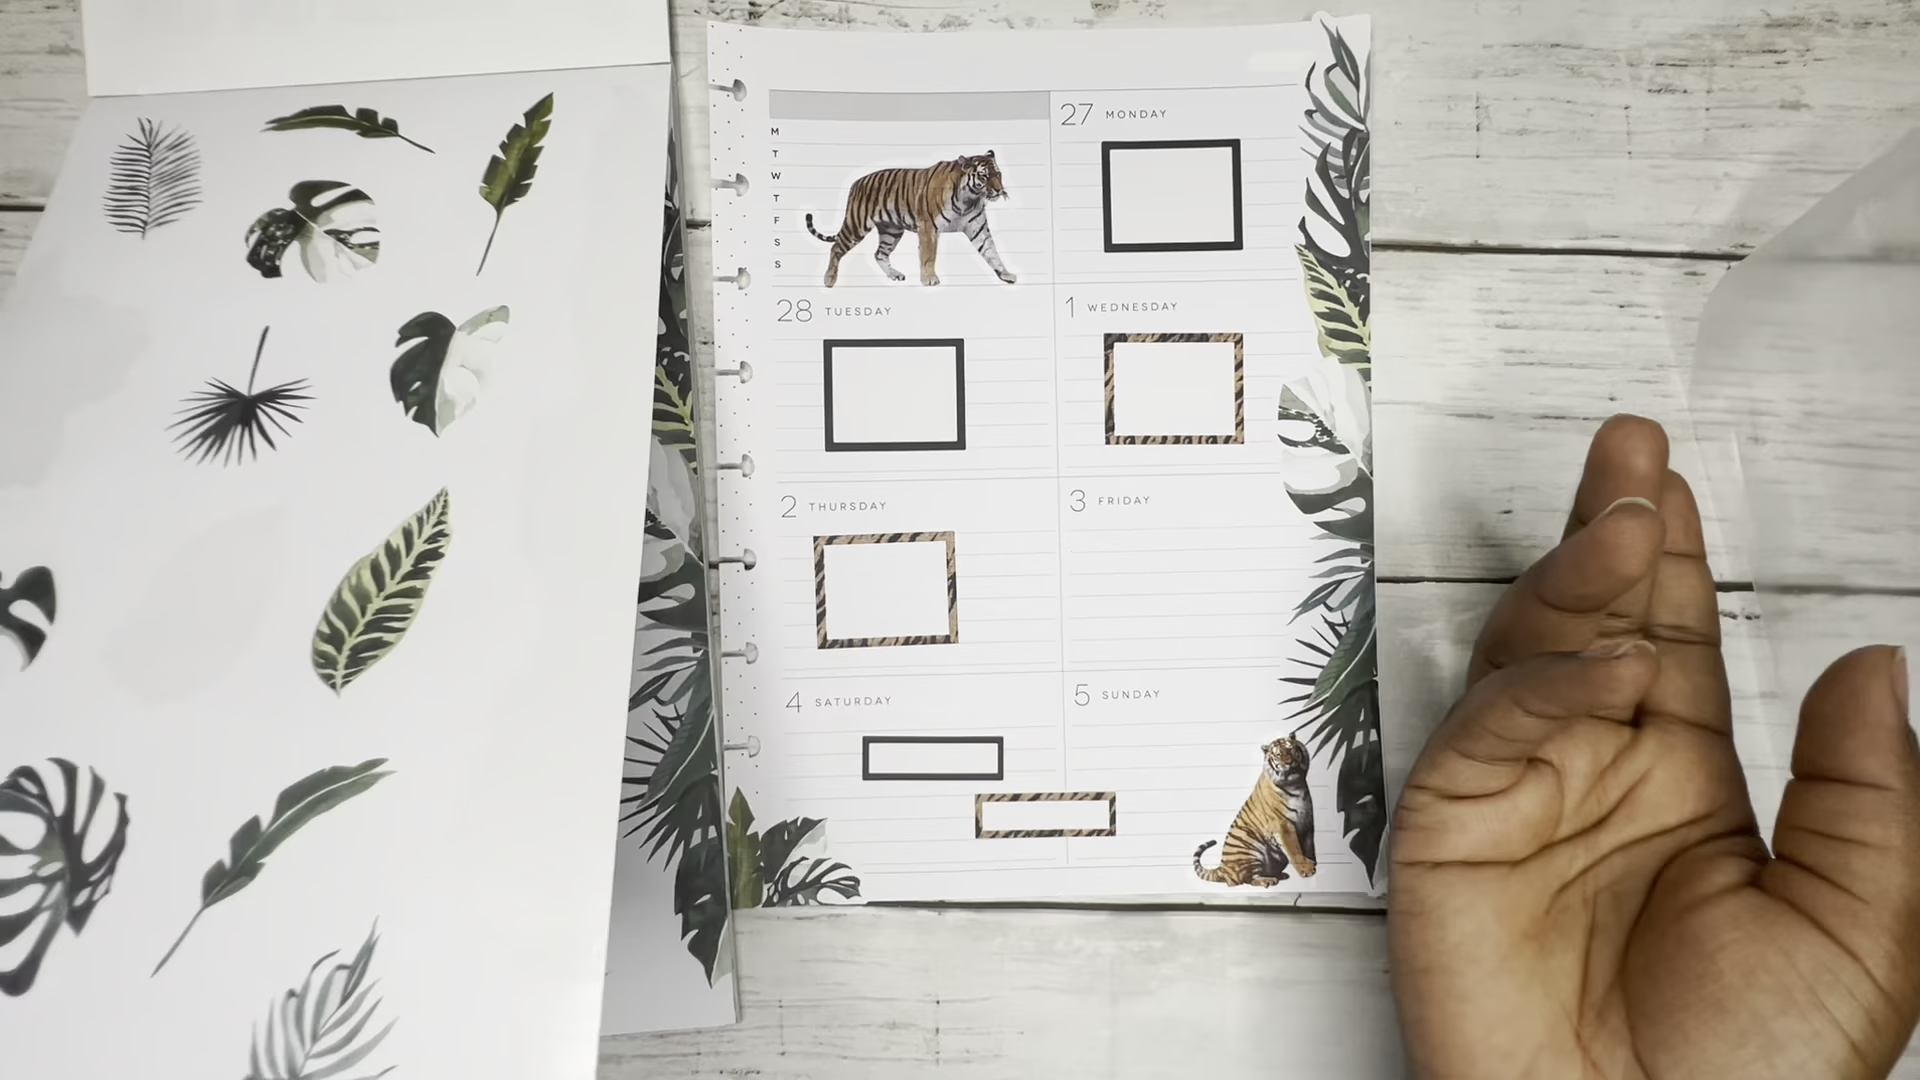 M
T
W
T
F
S
S
27 MONDAY
28 TUESDAY
1 WEDNESDAY
2 THURSDAY
3 FRIDAY
4 SATURDAY
5 SUNDAY